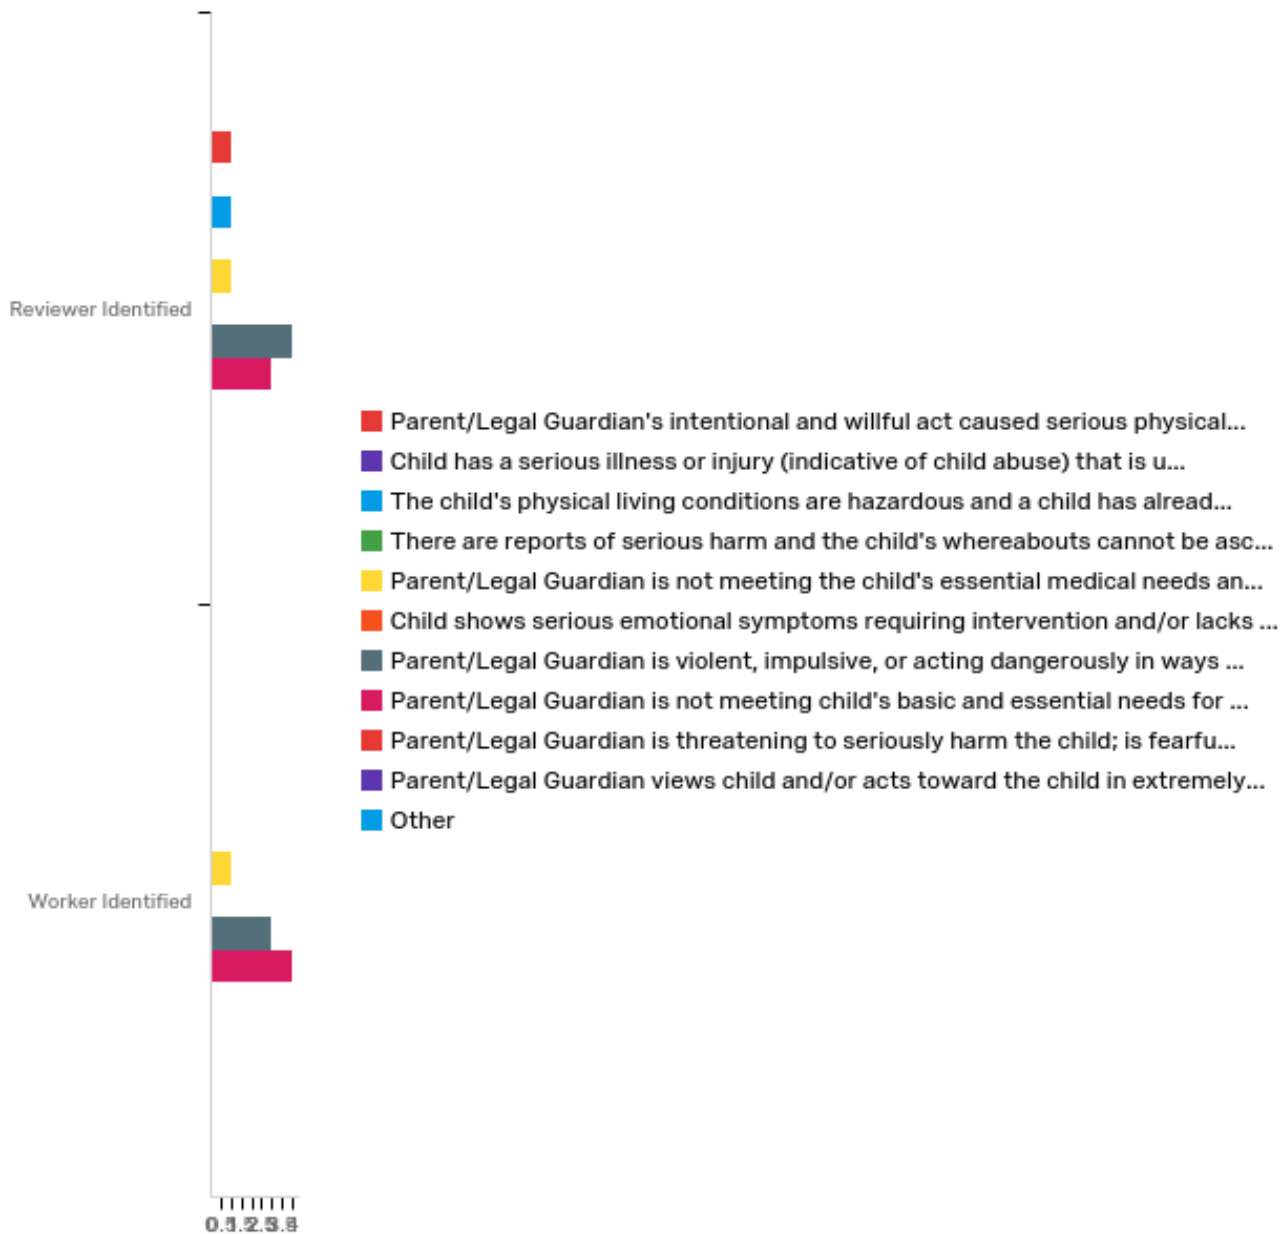 Reviewer Identified
Parent/Legal Guardian's intentional and willful act caused serious physical...
Child has a serious illness or injury (indicative of child abuse) that is u...
The child's physical living conditions are hazardous and a child has alread...
There are reports of serious harm and the child's whereabouts cannot be asc...
Parent/Legal Guardian is not meeting the child's essential medical needs an...
Child shows serious emotional symptoms requiring intervention and/or lacks ...
Parent/Legal Guardian is violent, impulsive, or acting dangerously in ways ...
Parent/Legal Guardian is not meeting child's basic and essential needs for ...
Parent/Legal Guardian is threatening to seriously harm the child; is fearfu...
Parent/Legal Guardian views child and/or acts toward the child in extremely...
Other
Worker Identified